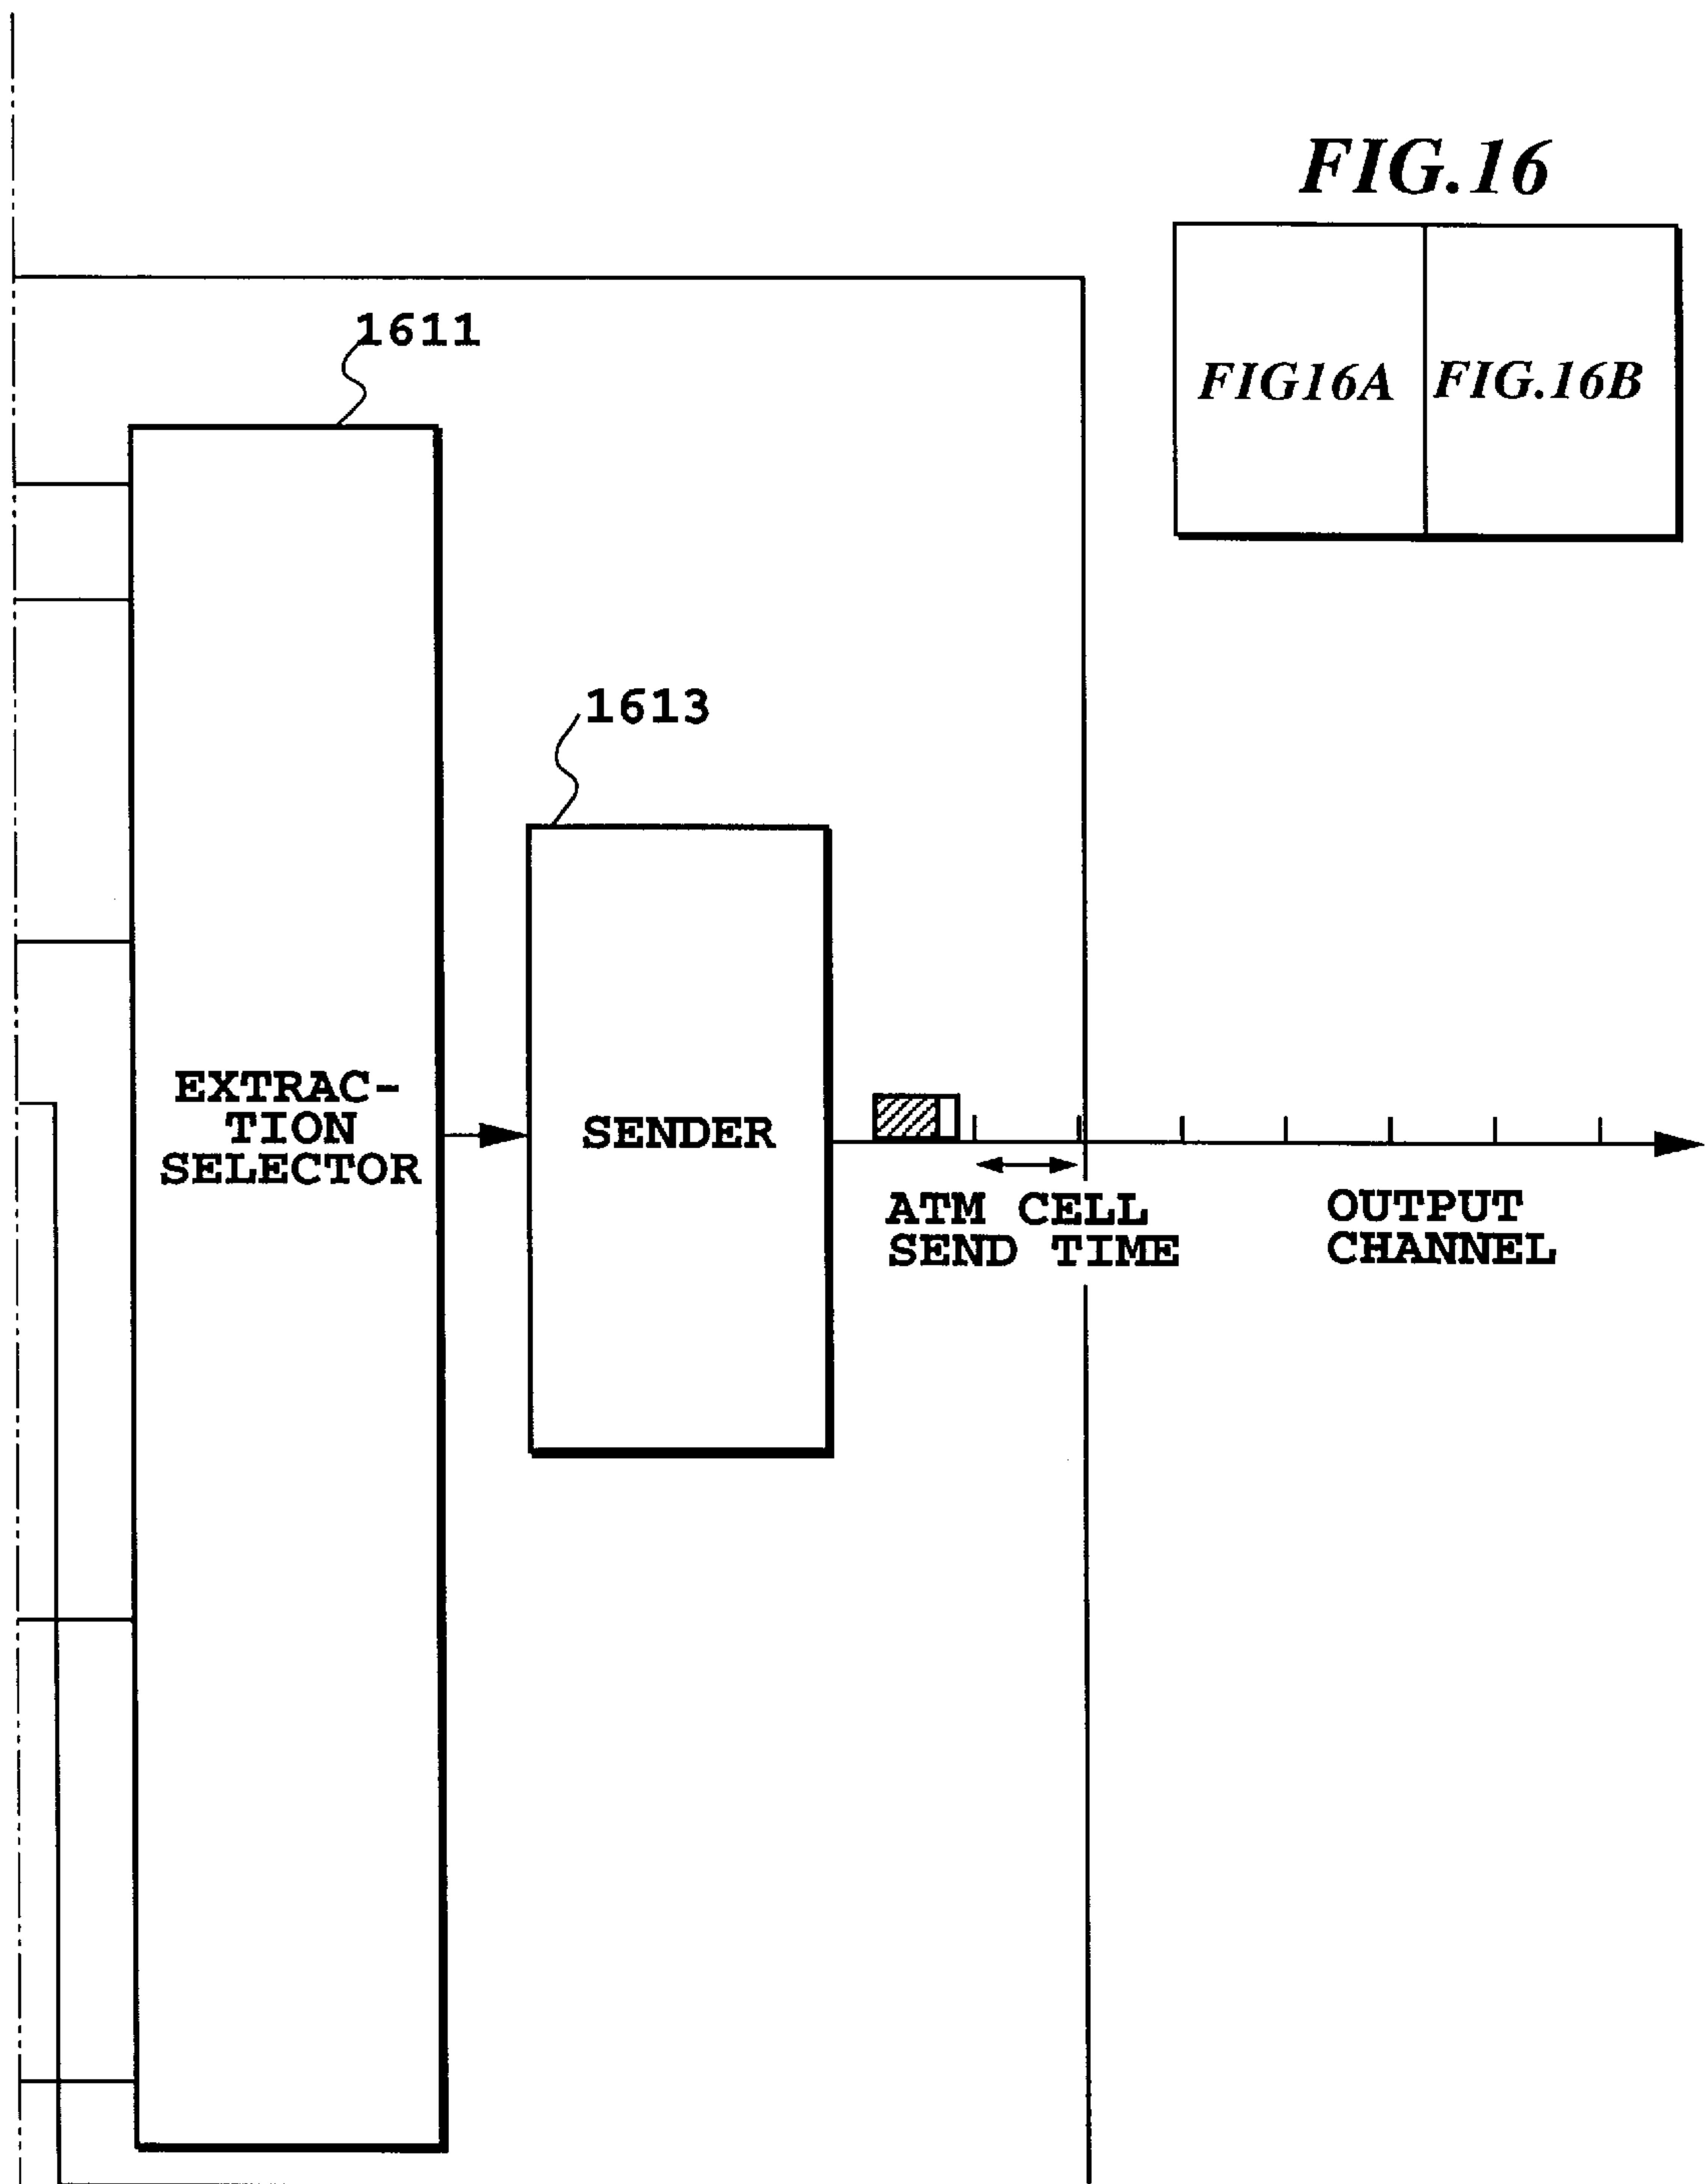 FIG.16
FIG16A
FIG.16B
1611
1613
EXTRAC-
TION
SELECTOR
SENDER
ATM CELL
SEND TIME
OUTPUT
CHANNEL